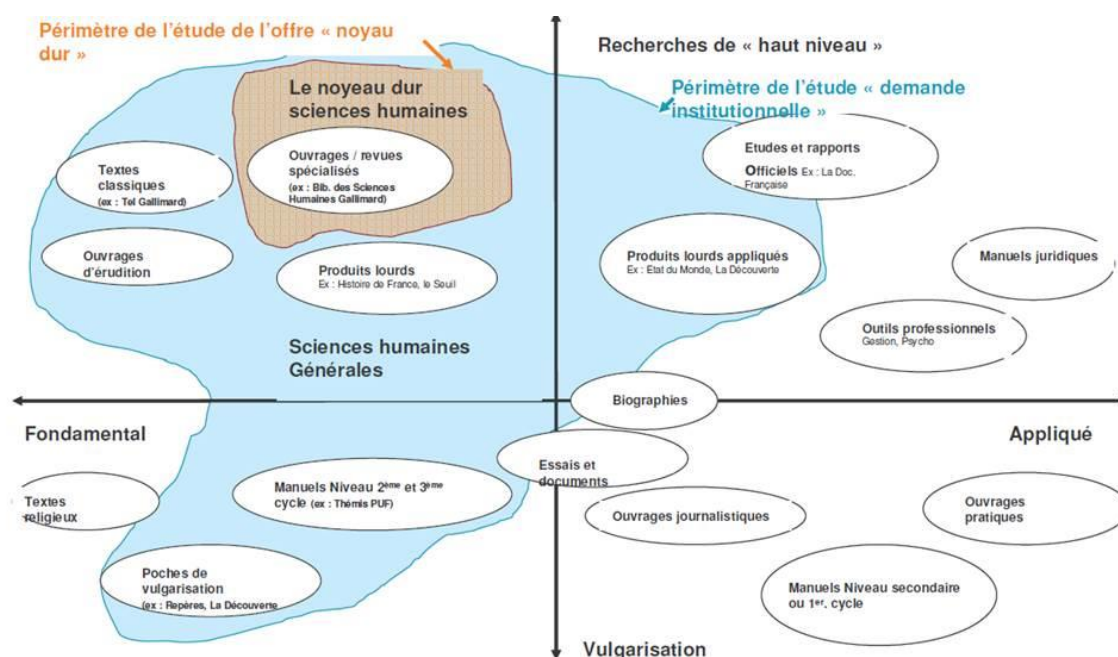 Périmètre de l’étude de l’offre « noyau
dur »
Recherches de « haut niveau »
Le noyeau dur
sciences humaines
Périmètre de l’étude « demande
institutionnelle »
Ouvrages / revues
spécialisés
(ex : Bib. des Sciences
Humaines Gallimard)
Etudes et rapports
Officiels Ex : La Doc.
Française
Textes
classiques
(ex : Tel Gallimard)
Ouvrages
d’érudition
Produits lourds
Ex : Histoire de France, le Seuil
Produits lourds appliqués
Ex : Etat du Monde, La Découverte
Manuels juridiques
Outils professionnels
Gestion, Psycho
Sciences humaines
Générales
Biographies
Fondamental
Appliqué
Essais et
documents
Textes
religieux
Manuels Niveau 2ème et 3ème
cycle (ex : Thémis PUF)
Ouvrages journalistiques
Ouvrages
pratiques
Poches de
vulgarisation
(ex : Repères, La Découverte
Manuels Niveau secondaire
ou 1er. cycle
Vulgarisation